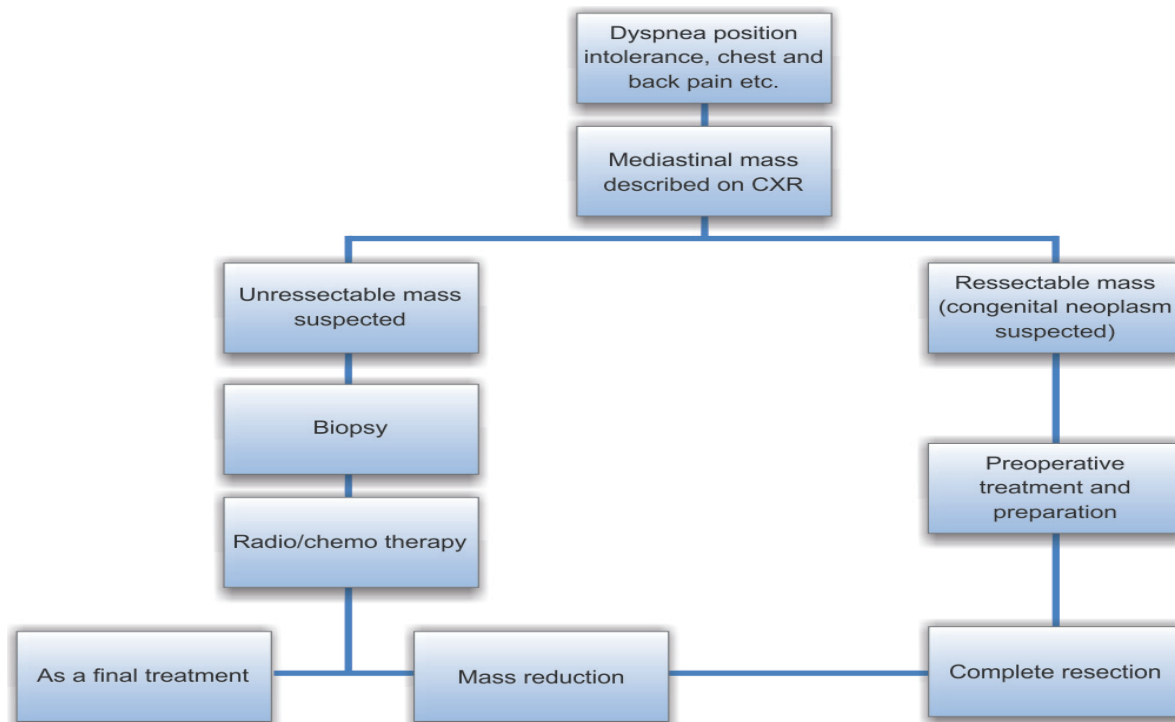 Dyspnea position
intolerance, chest and
back pain etc.
Mediastinal mass
described on CXR
Unressectable mass
suspected
Ressectable mass
(congenital neoplasm
suspected)
Biopsy
Preoperative
treatment and
preparation
Radio/chemo therapy
As a final treatment
Mass reduction
Complete resection